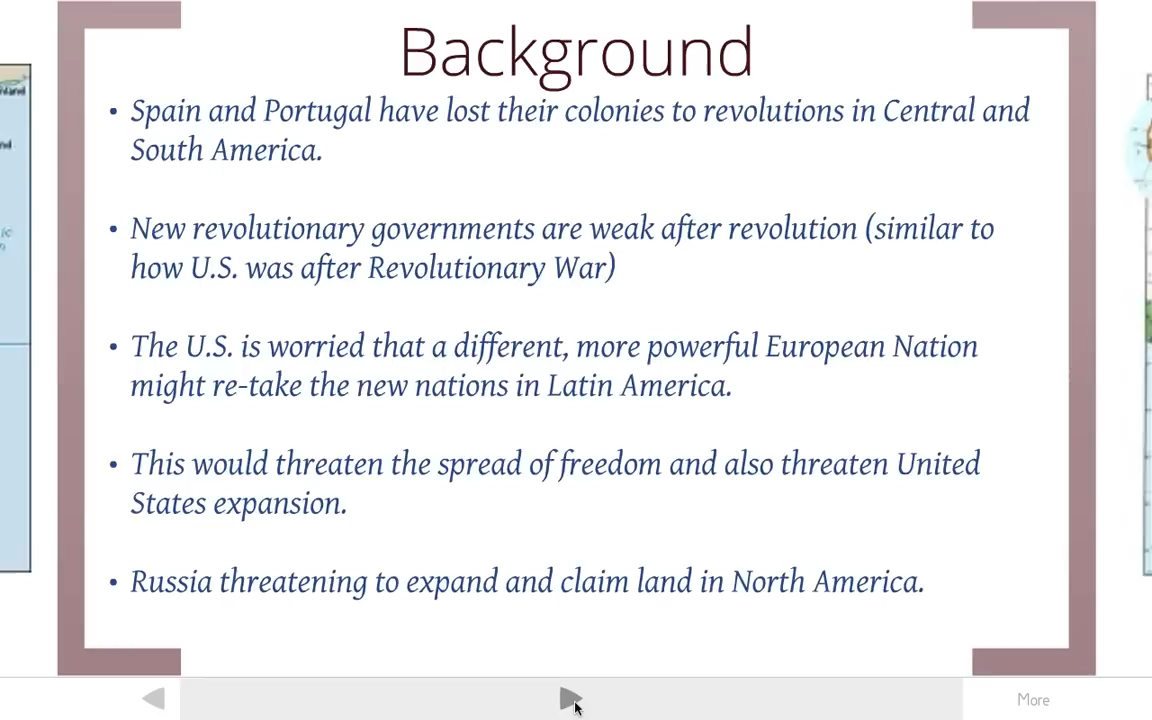 Background
• Spain and Portugal have lost their colonies to revolutions in Central and
South America.
• New revolutionary governments are weak after revolution (similar to
how U.S. was after Revolutionary War)
• The U.S. is worried that a different, more powerful European Nation
might re-take the new nations in Latin America.
• This would threaten the spread of freedom and also threaten United
States expansion.
• Russia threatening to expand and claim land in North America.
More